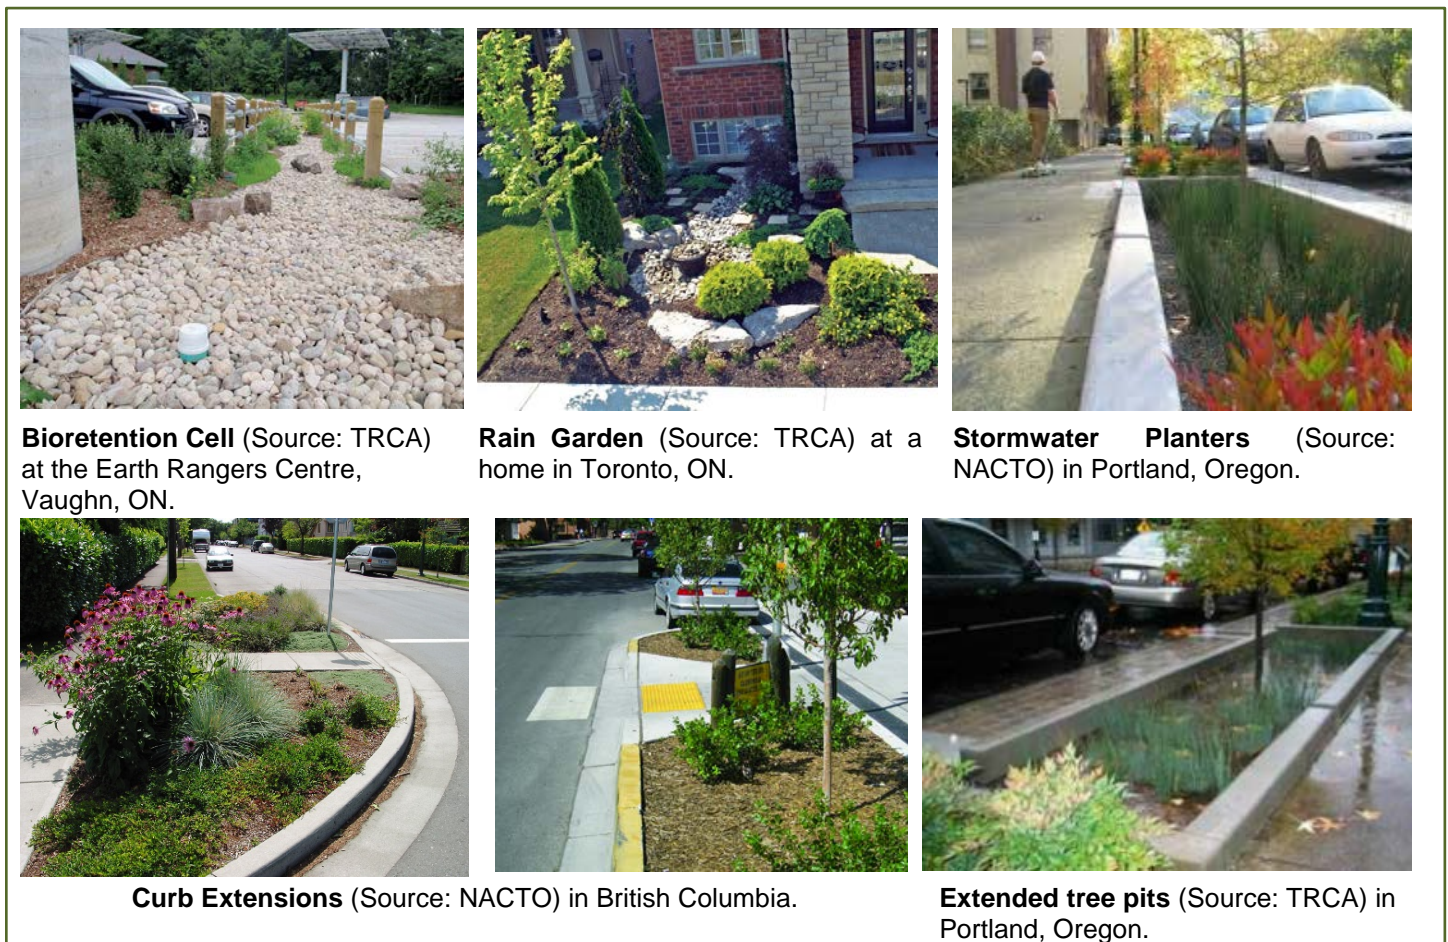 Bioretention Cell (Source: TRCA)
at the Earth Rangers Centre,
Vaughn, ON.
Rain Garden (Source: TRCA) at a
home in Toronto, ON.
Stormwater Planters (Source:
NACTO) in Portland, Oregon.
Curb Extensions (Source: NACTO) in British Columbia.
Extended tree pits (Source: TRCA) in
Portland, Oregon.